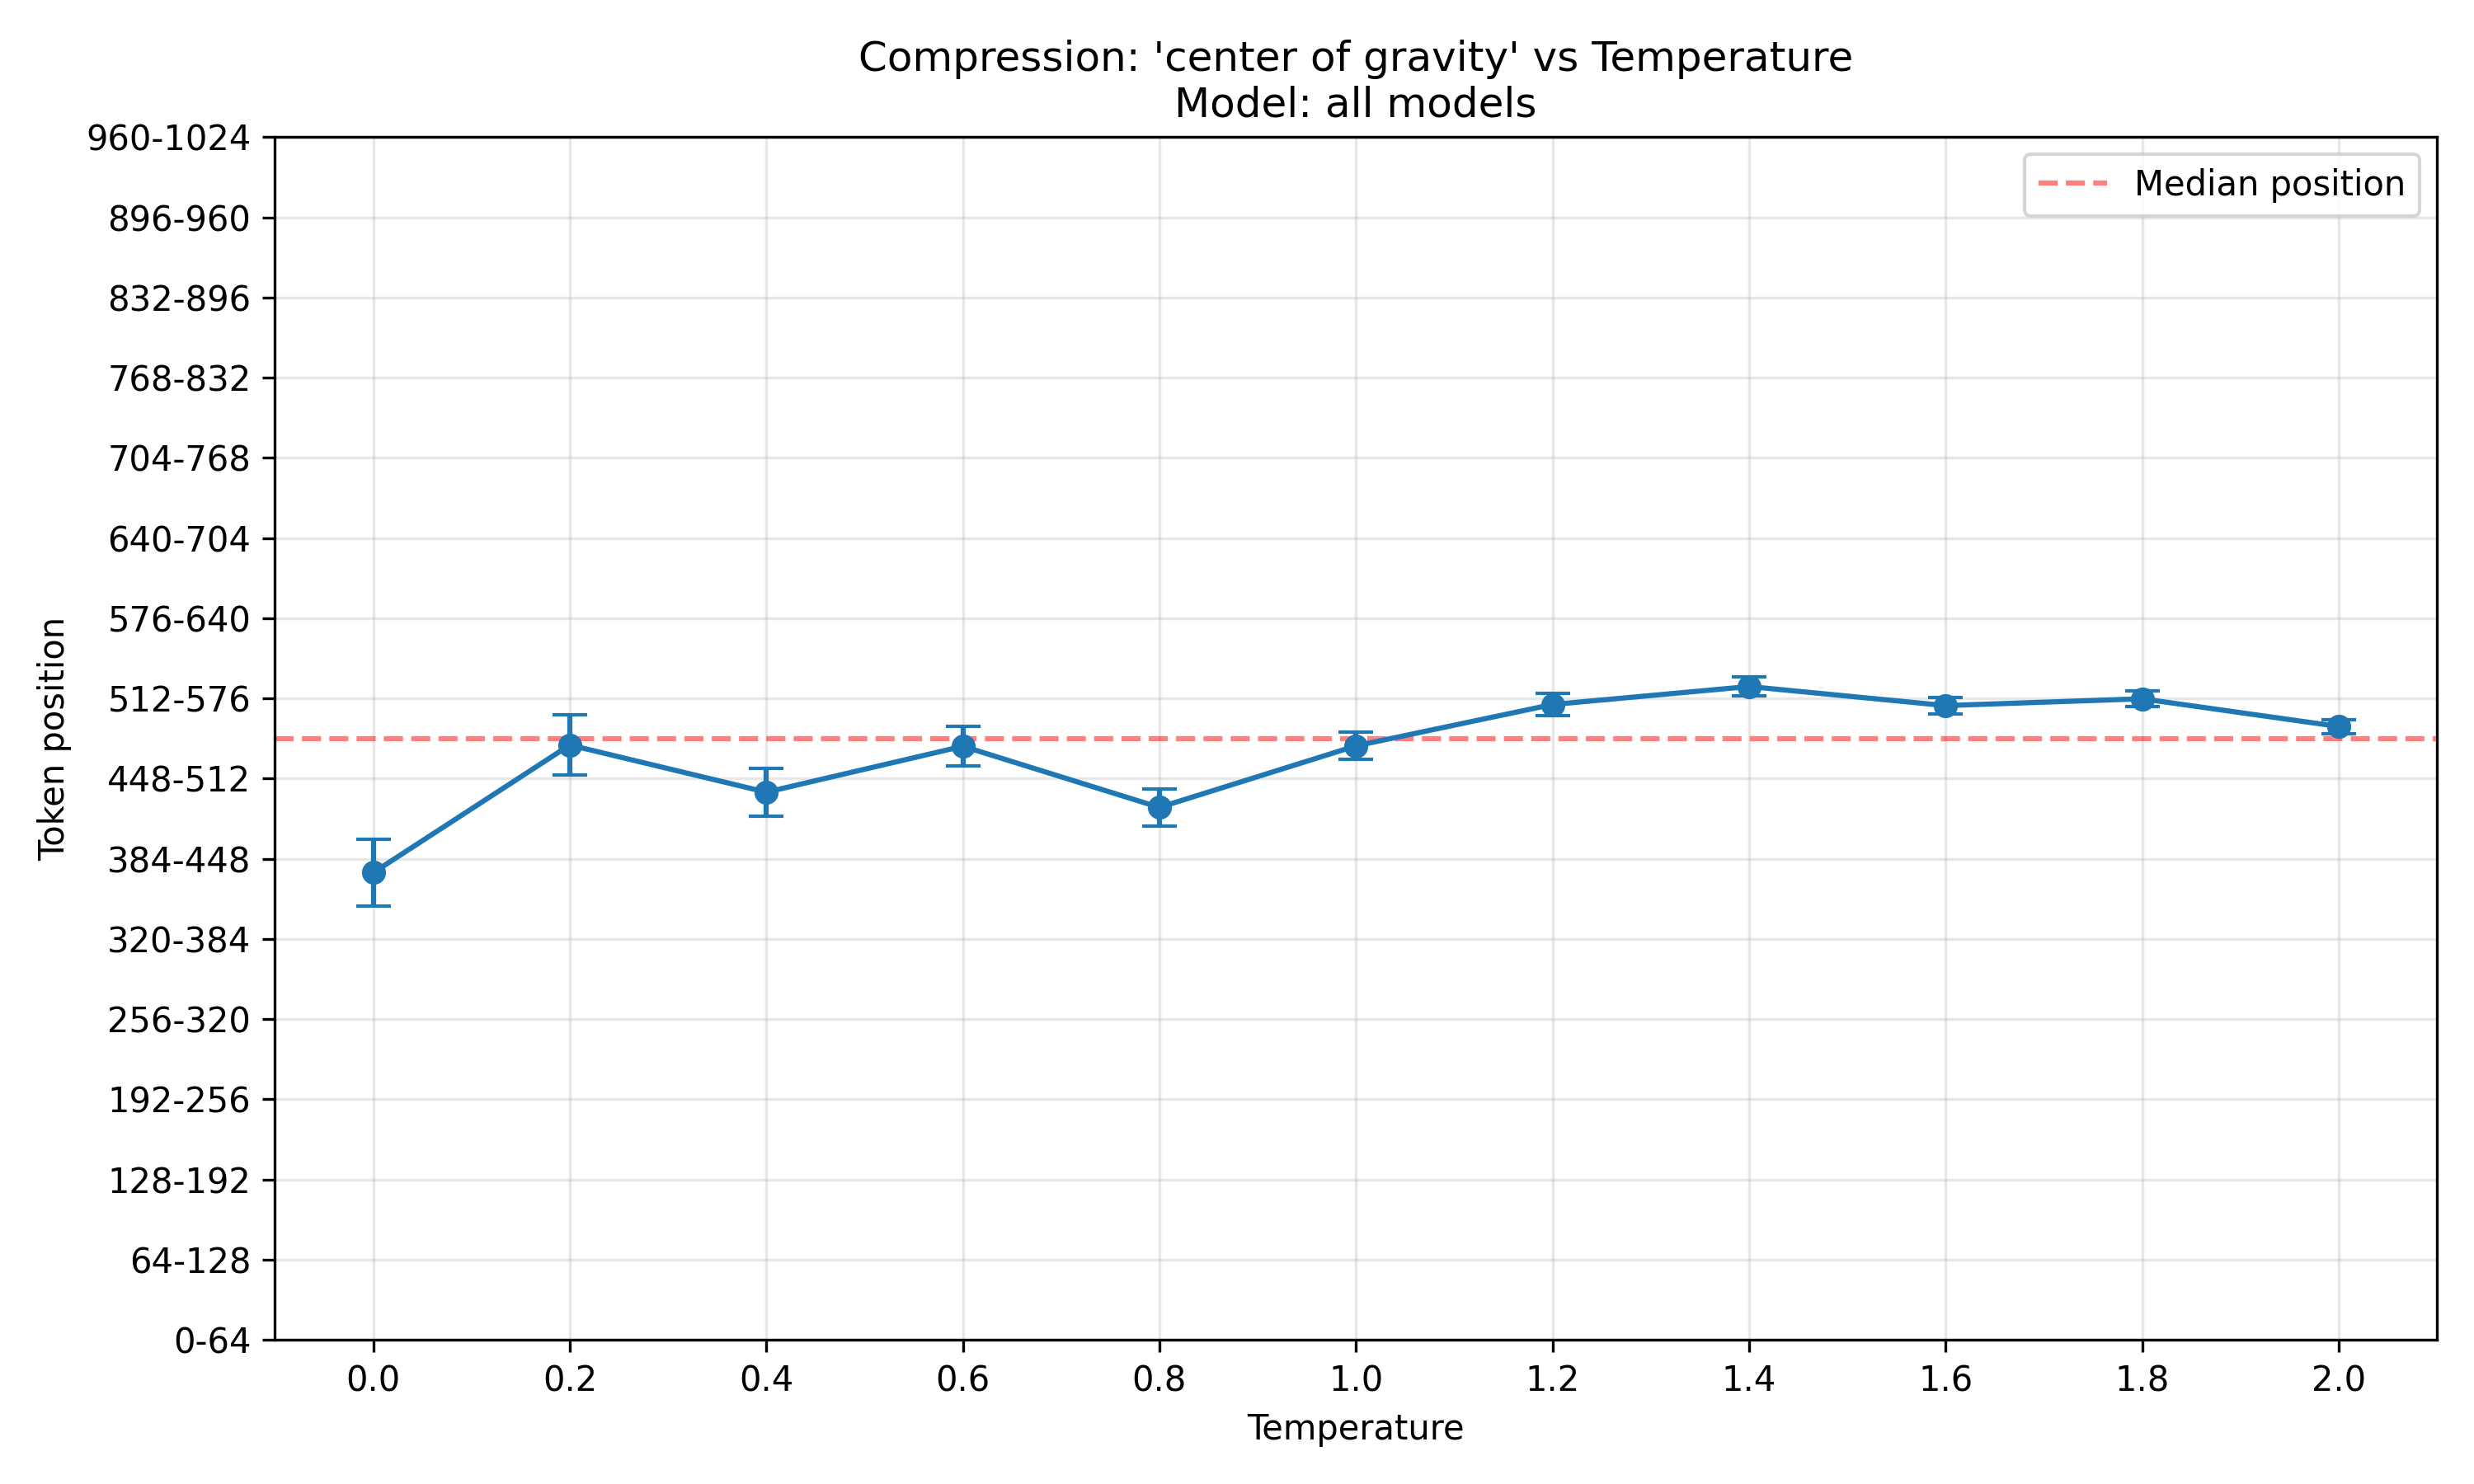 Compression: 'center of gravity' vs Temperature
Model: all models
960-1024
896-960
832-896
768-832
704-768
640-704
576-640
512-576
448-512
384-448
320-384
256-320
192-256
128-192
64-128
0-64
Token position
Median position
0.0 0.2 0.4 0.6 0.8 1.0 1.2 1.4 1.6 1.8 2.0
Temperature